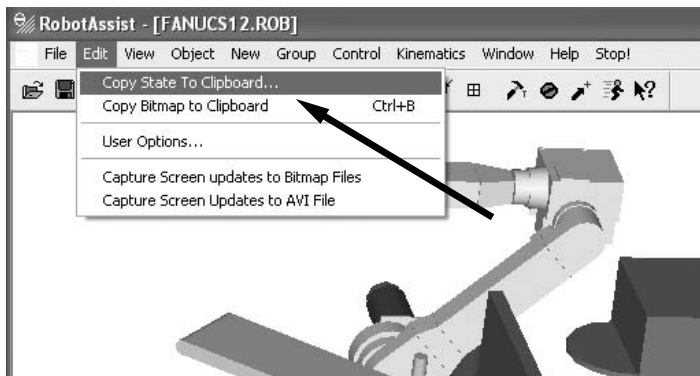 RobotAssist - [FANUCS12.ROB]
File Edit View Object New Group Control Kinematics Window Help Stop!
Copy State To Clipboard...
Copy Bitmap to Clipboard Ctrl+B
User Options...
Capture Screen updates to Bitmap Files
Capture Screen Updates to AVI File